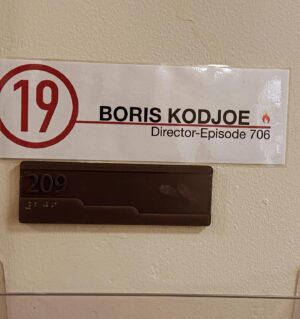 19
BORIS KODJOE
Director-Episode 706
209